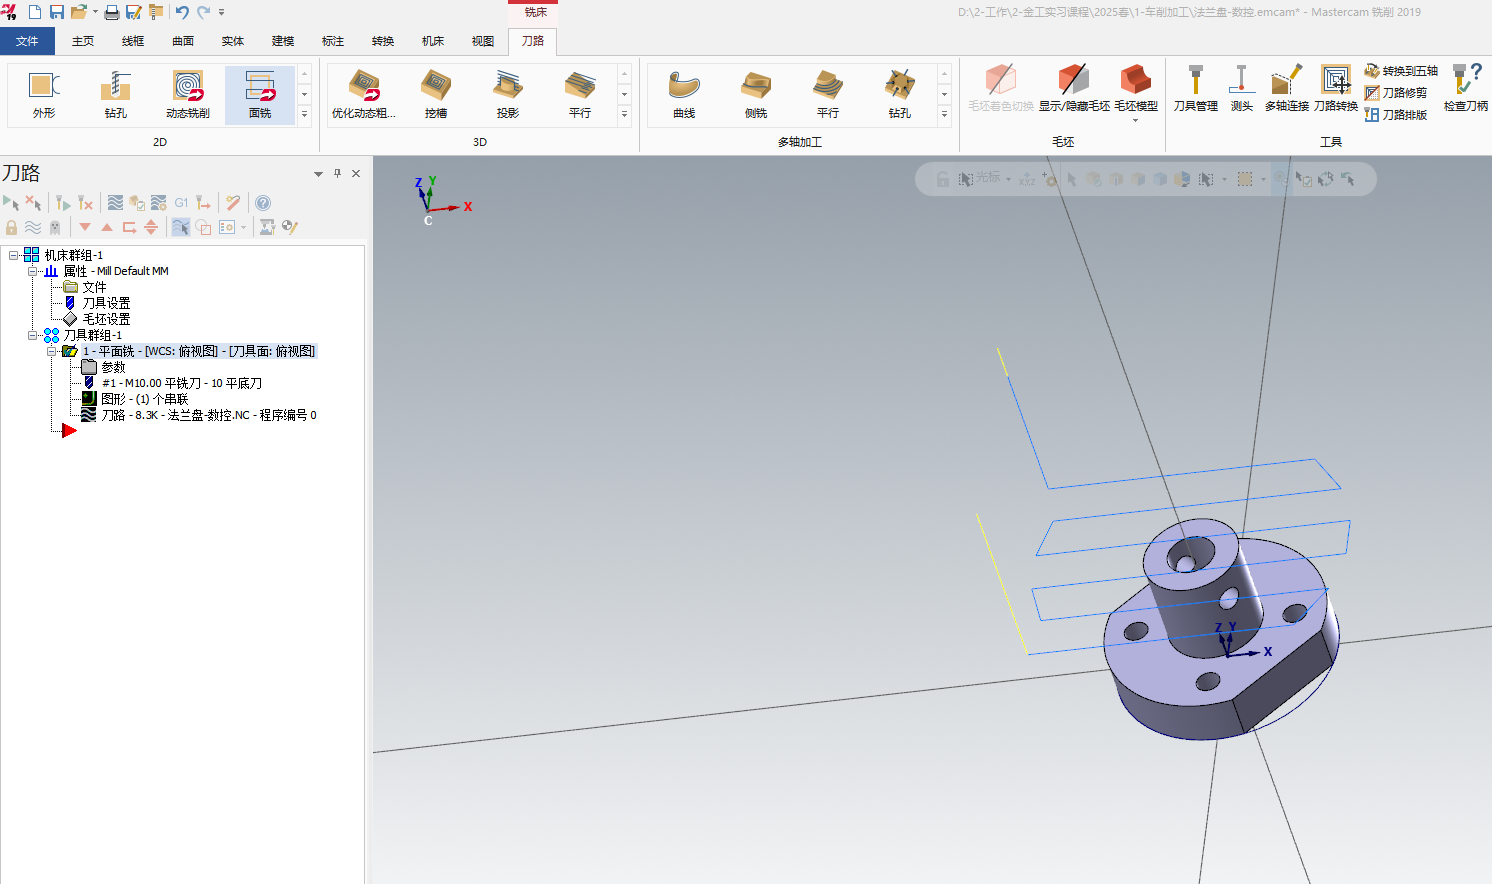 19
D:\2-工作\2-金工实习课程\2025春\1-车削加工\法兰盘-数控.emcam* - Mastercam 铣削 2019
铣床
文件 主页 线框 曲面 实体 建模 标注 转换 机床 视图 刀路
外形 钻孔 动态铣削 面铣 优化动态粗... 挖槽 投影 平行 曲线 侧铣 平行 钻孔 毛坯着色切换 显示/隐藏毛坯 毛坯模型 刀具管理 测头 多轴连接 刀路转换 转换到五轴 刀路修剪 刀路排版 检查刀柄
2D 3D 多轴加工 毛坯 工具
刀路
G1
机床群组-1
属性 - Mill Default MM
文件
刀具设置
毛坯设置
刀具群组-1
1 - 平面铣 - [WCS: 俯视图] - [刀具面: 俯视图]
参数
#1 - M10.00 平铣刀 - 10 平底刀
图形 - (1) 个串联
刀路 - 8.3K - 法兰盘-数控.NC - 程序编号 0
Z Y
X
C
光标
XYZ
Z Y
X